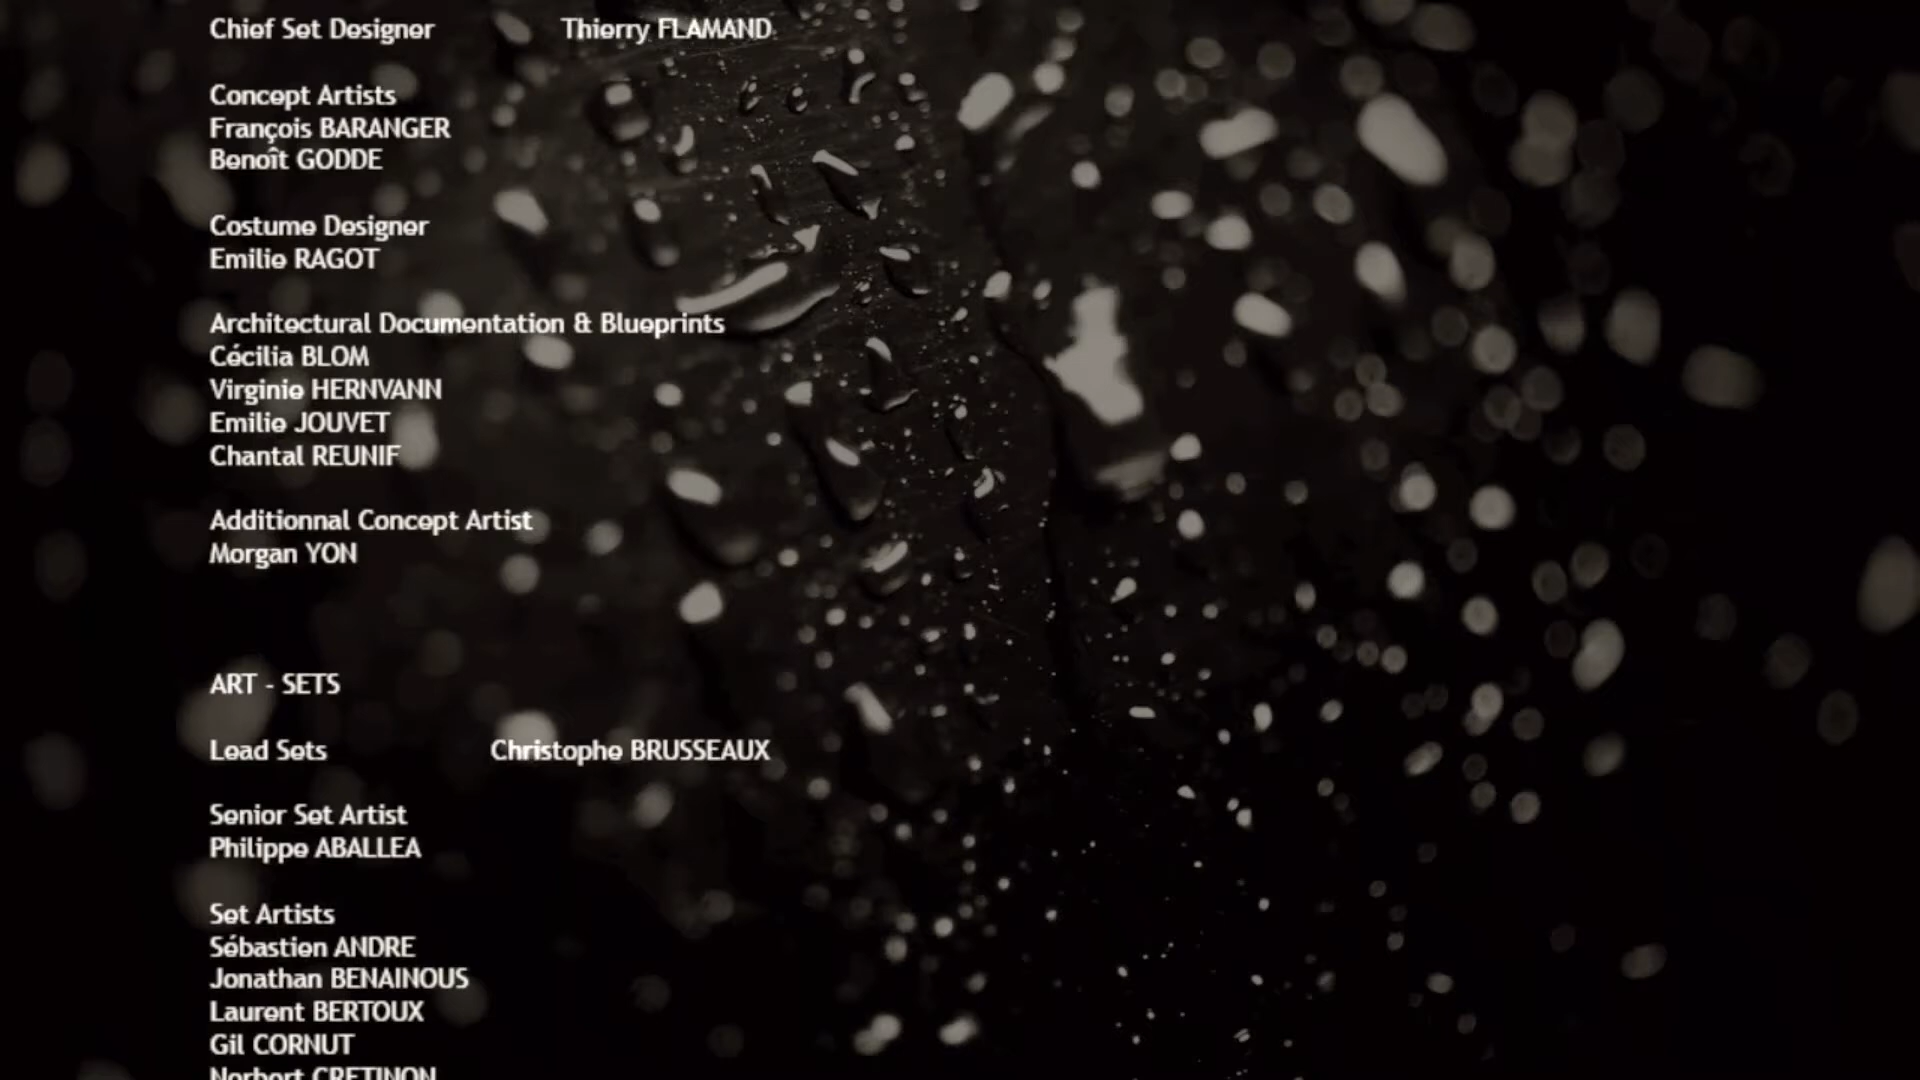 Chief Set Designer Thierry FLAMAND
Concept Artists
François BARANGER
Benoît GODDE
Costume Designer
Emilie RAGOT
Architectural Documentation & Blueprints
Cécilia BLOM
Virginie HERNVANN
Emilie JOUVET
Chantal REUNIF
Additionnal Concept Artist
Morgan YON
ART - SETS
Lead Sets Christophe BRUSSEAUX
Senior Set Artist
Philippe ABALLEA
Set Artists
Sébastien ANDRE
Jonathan BENAINOUS
Laurent BERTOUX
Gil CORNUT
Norbert CRETINON